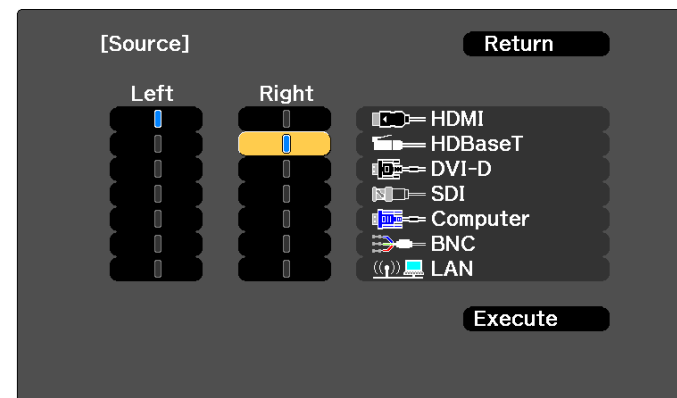 [Source] Return
Left Right
HDMI
HDBaseT
DVI-D
SDI
Computer
BNC
LAN
Execute